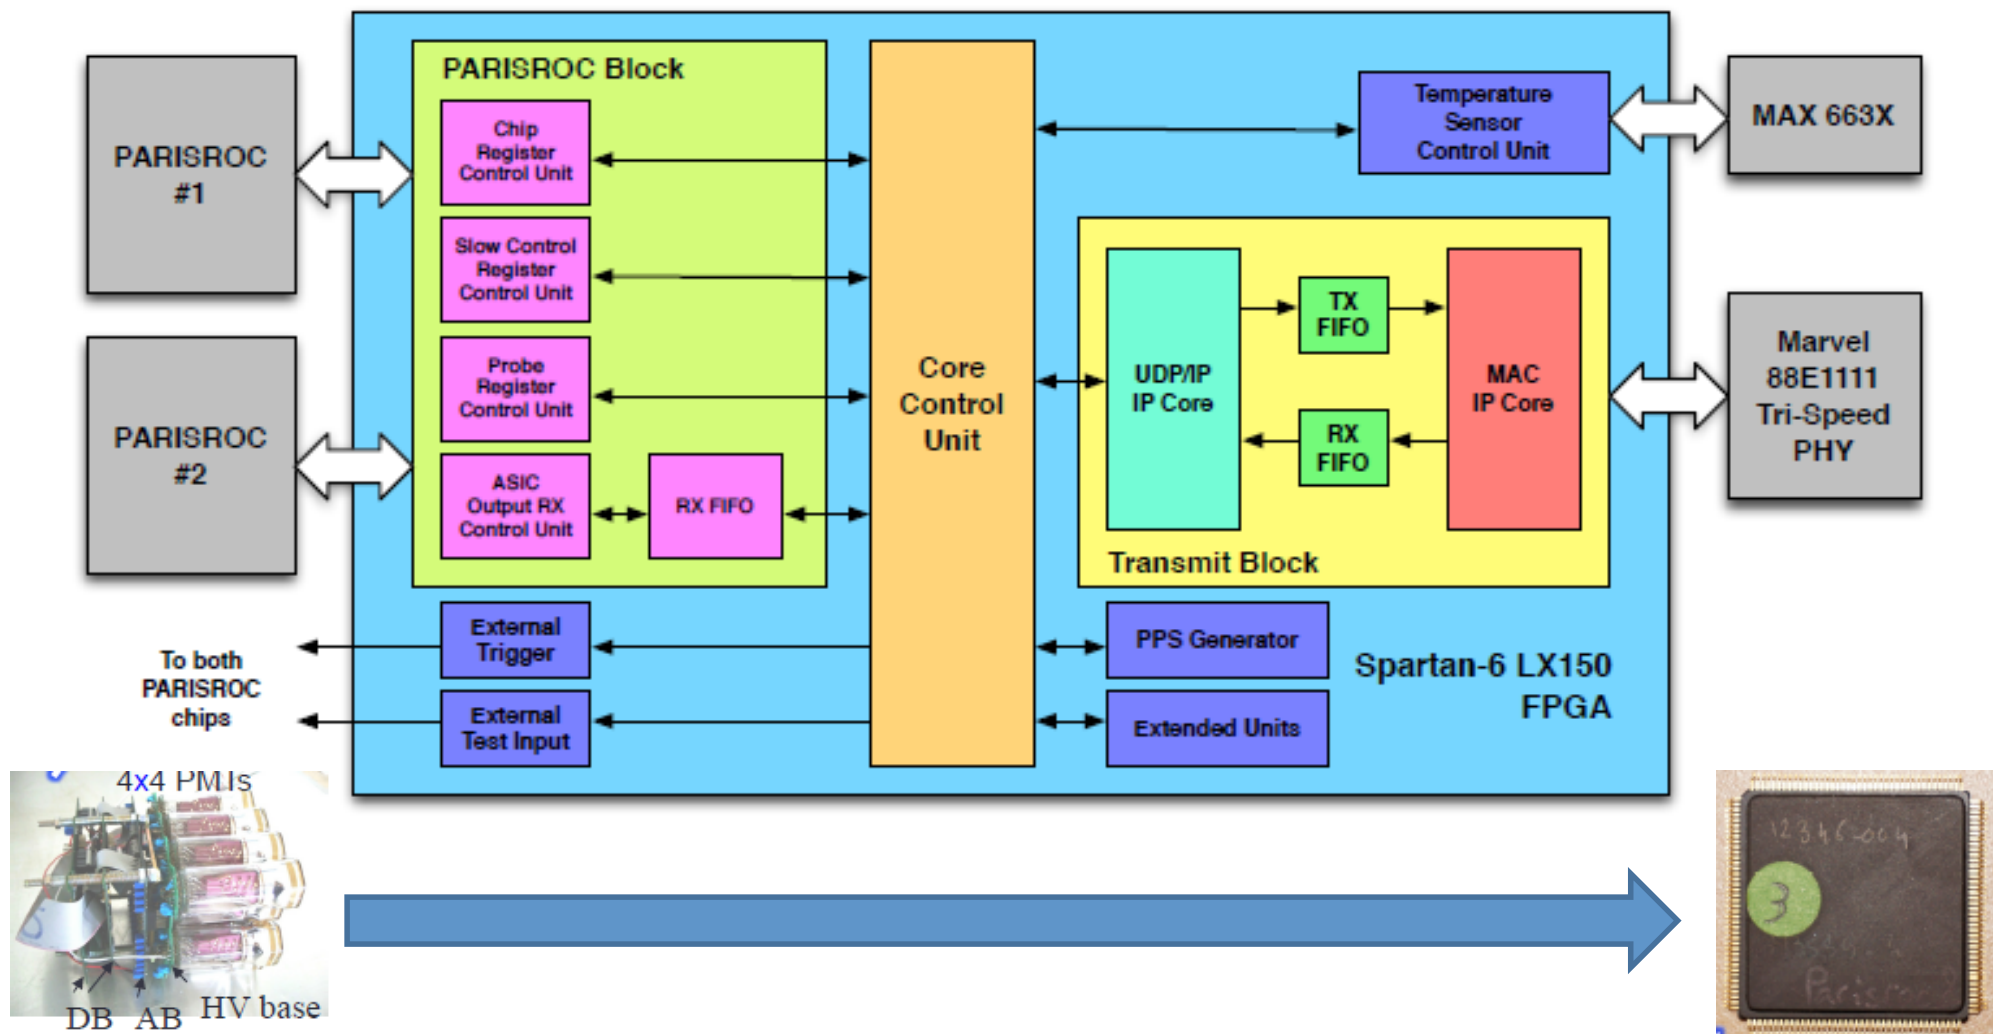 PARISROC
#1
PARISROC
#2
PARISROC Block
Chip
Register
Control Unit
Slow Control
Register
Control Unit
Probe
Register
Control Unit
ASIC
Output RX
Control Unit
RX FIFO
External
Trigger
External
Test Input
To both
PARISROC
chips
Core
Control
Unit
Temperature
Sensor
Control Unit
MAX 663X
UDP/IP
IP Core
TX
FIFO
RX
FIFO
MAC
IP Core
Transmit Block
Marvel
88E1111
Tri-Speed
PHY
PPS Generator
Extended Units
Spartan-6 LX150
FPGA
4x4 PMTs
DB AB HV base
12346-004
3